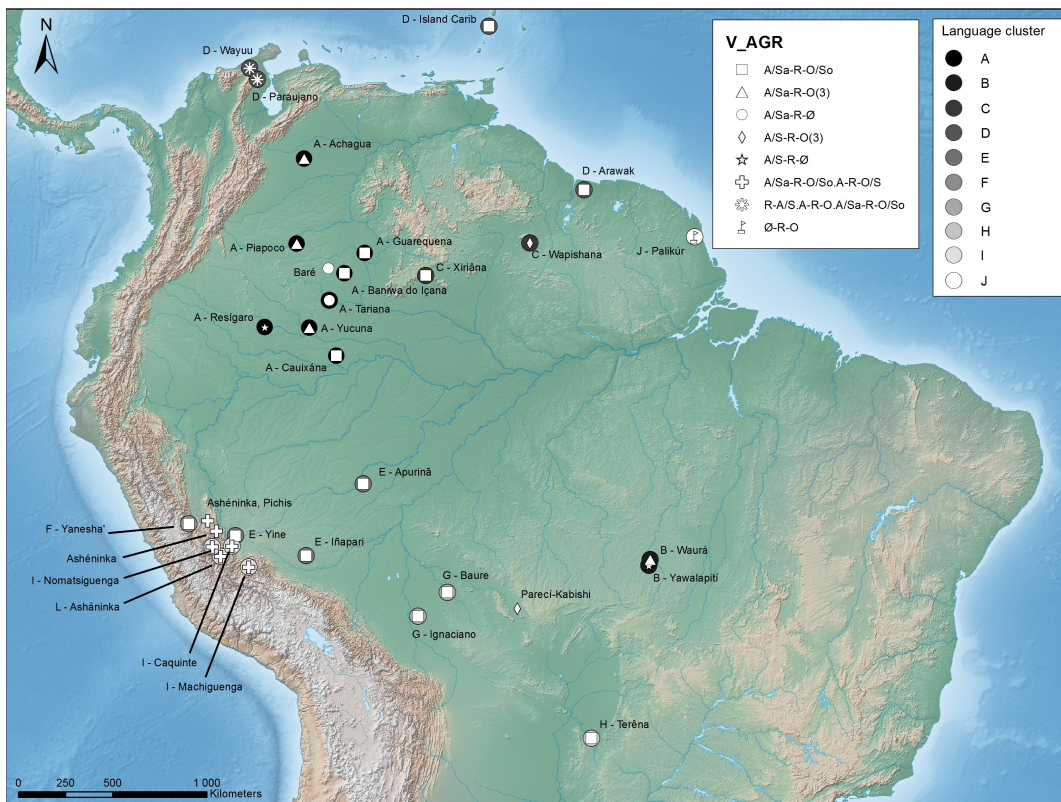 N
D - Island Carib
D - Wayuu
D - Paraujano
A - Achagua
D - Arawak
A - Piapoco
A - Guarequena
Baré
C - Xiriâna
C - Wapishana
J - Palikúr
A - Baniwa do Içana
A - Tariana
A - Resígaro
A - Yucuna
A - Cauixána
E - Apurinã
Ashéninka, Pichis
F - Yanesha'
E - Yine
Ashéninka
E - Iñapari
I - Nomatsiguenga
L - Asháninka
B - Waurá
B - Yawalapití
G - Baure
Parecí-Kabishi
G - Ignaciano
I - Caquinte
I - Machiguenga
H - Terêna
V_AGR
A/Sa-R-O/So
A/Sa-R-O(3)
A/Sa-R-Ø
A/S-R-O(3)
A/S-R-Ø
A/Sa-R-O/So.A-R-O/S
R-A/S.A-R-O.A/Sa-R-O/So
Ø-R-O
Language cluster
A
B
C
D
E
F
G
H
I
J
0 250 500 1 000
Kilometers